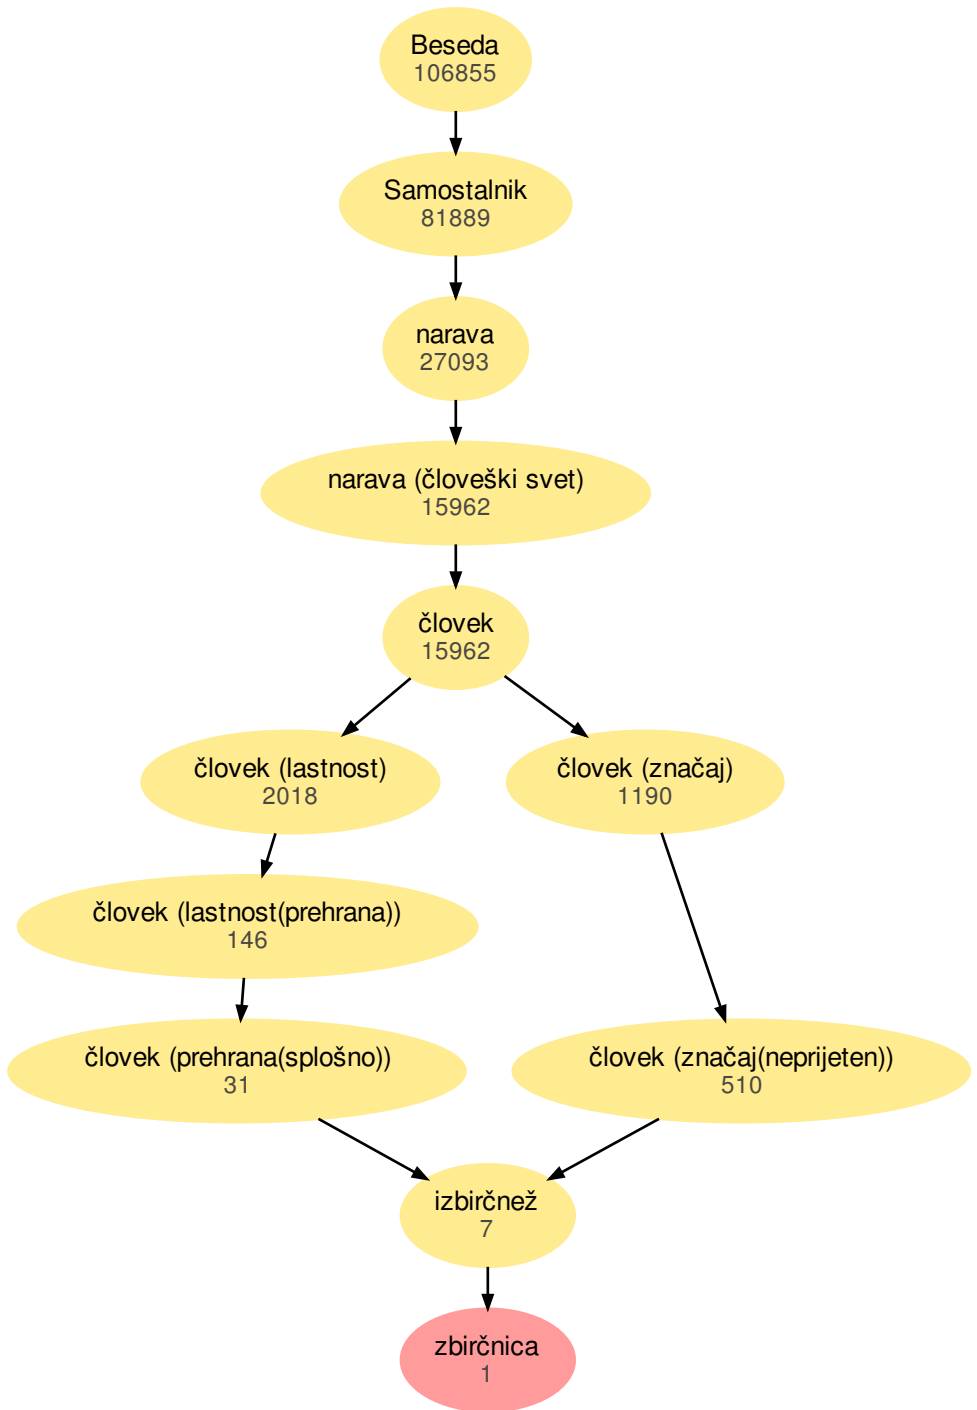 Beseda
106855
Samostalnik
81889
narava
27093
narava (človeški svet)
15962
človek
15962
človek (lastnost)
2018
človek (značaj)
1190
človek (lastnost(prehrana))
146
človek (prehrana(splošno))
31
človek (značaj(neprijeten))
510
izbirčnež
7
zbirčnica
1